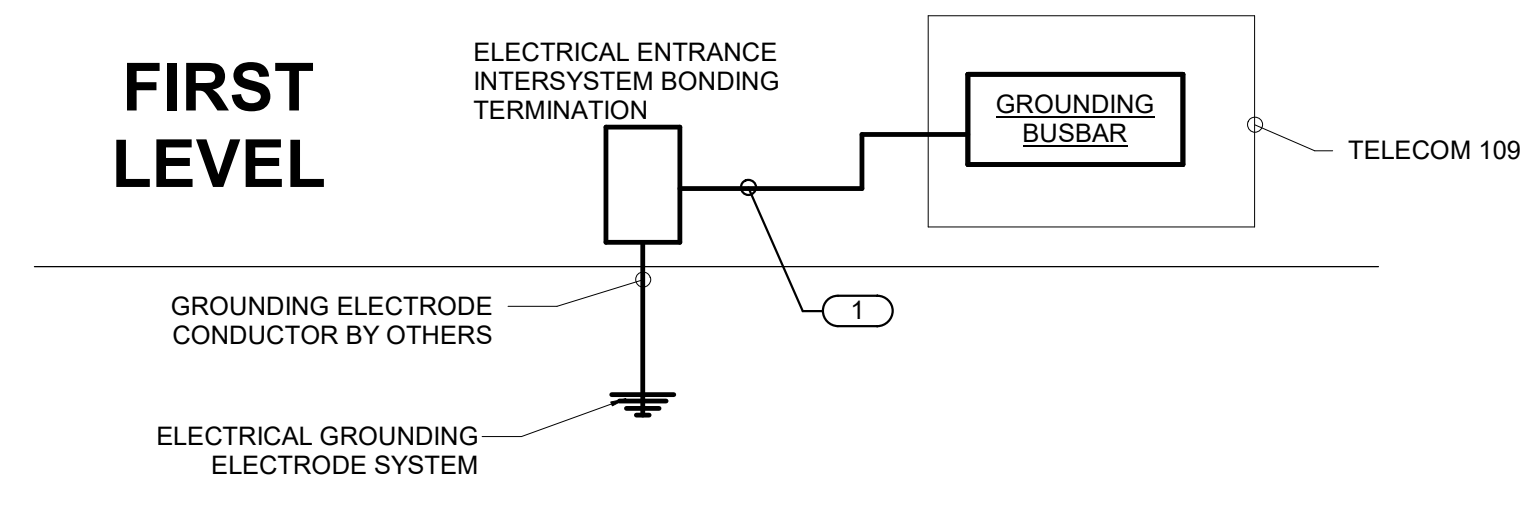 FIRST
LEVEL
ELECTRICAL ENTRANCE
INTERSYSTEM BONDING
TERMINATION
GROUNDING
BUSBAR
TELECOM 109
GROUNDING ELECTRODE
CONDUCTOR BY OTHERS
1
ELECTRICAL GROUNDING
ELECTRODE SYSTEM